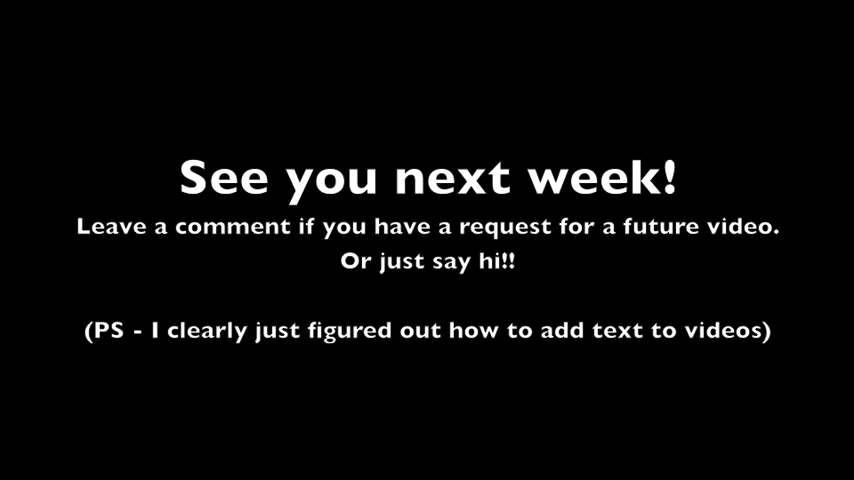 See you next week!
Leave a comment if you have a request for a future video.
Or just say hi!!
(PS - I clearly just figured out how to add text to videos)